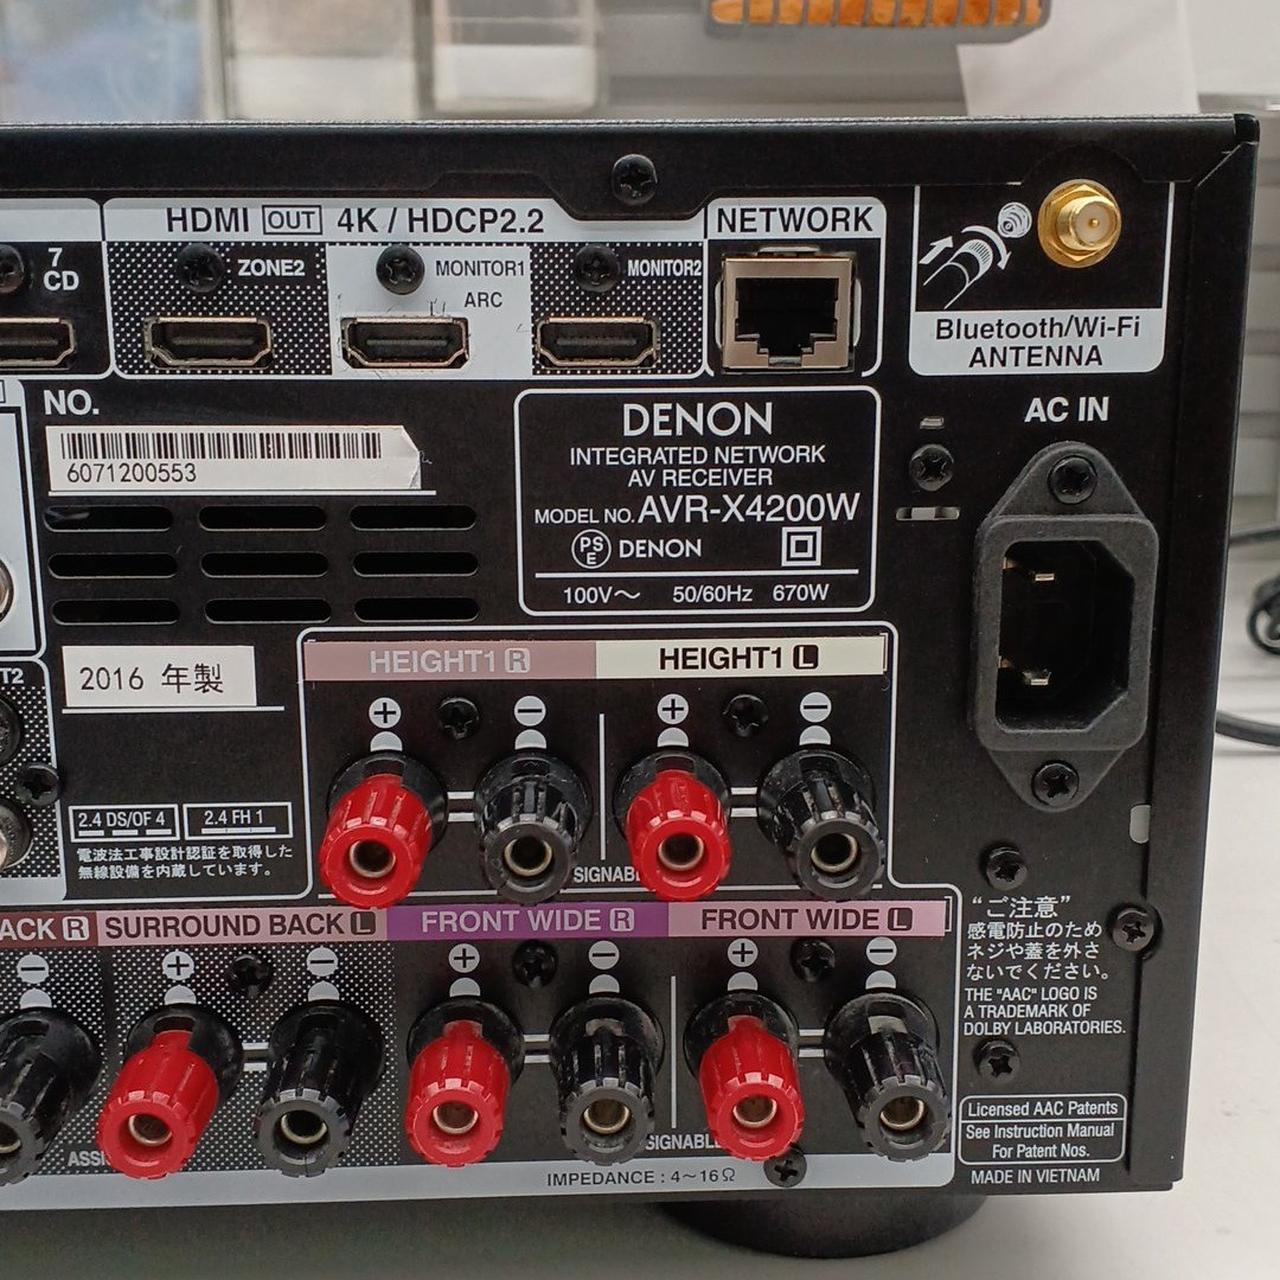 HDMI OUT 4K / HDCP2.2
NETWORK
7
CD
ZONE2
MONITOR1
ARC
MONITOR2
Bluetooth/Wi-Fi
ANTENNA
NO.
6071200553
DENON
INTEGRATED NETWORK
AV RECEIVER
MODEL NO. AVR-X4200W
PS
E
DENON
100V～ 50/60Hz 670W
AC IN
T2
2016 年製
HEIGHT1 R
HEIGHT1 L
+ − + −
2.4 DS/OF 4
2.4 FH 1
電波法工事設計認証を取得した
無線設備を内蔵しています。
SIGNABL
ACK R
SURROUND BACK L
FRONT WIDE R
FRONT WIDE L
− + − + − + −
ASSI
SIGNABL
IMPEDANCE : 4～16Ω
“ご注意”
感電防止のため
ネジや蓋を外さ
ないでください。
THE "AAC" LOGO IS
A TRADEMARK OF
DOLBY LABORATORIES.
Licensed AAC Patents
See Instruction Manual
For Patent Nos.
MADE IN VIETNAM